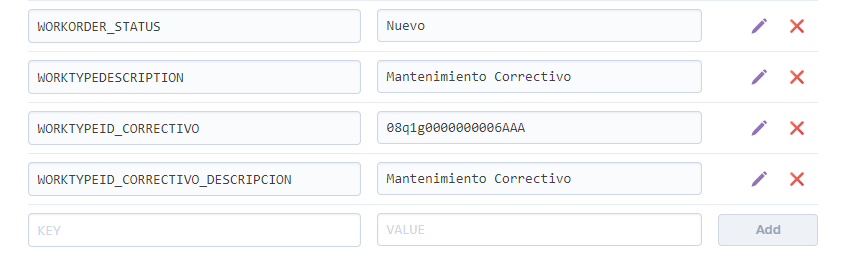 WORKORDER_STATUS Nuevo
WORKTYPEDESCRIPTION Mantenimiento Correctivo
WORKTYPEID_CORRECTIVO 08q1g0000000006AAA
WORKTYPEID_CORRECTIVO_DESCRIPCION Mantenimiento Correctivo
KEY VALUE Add